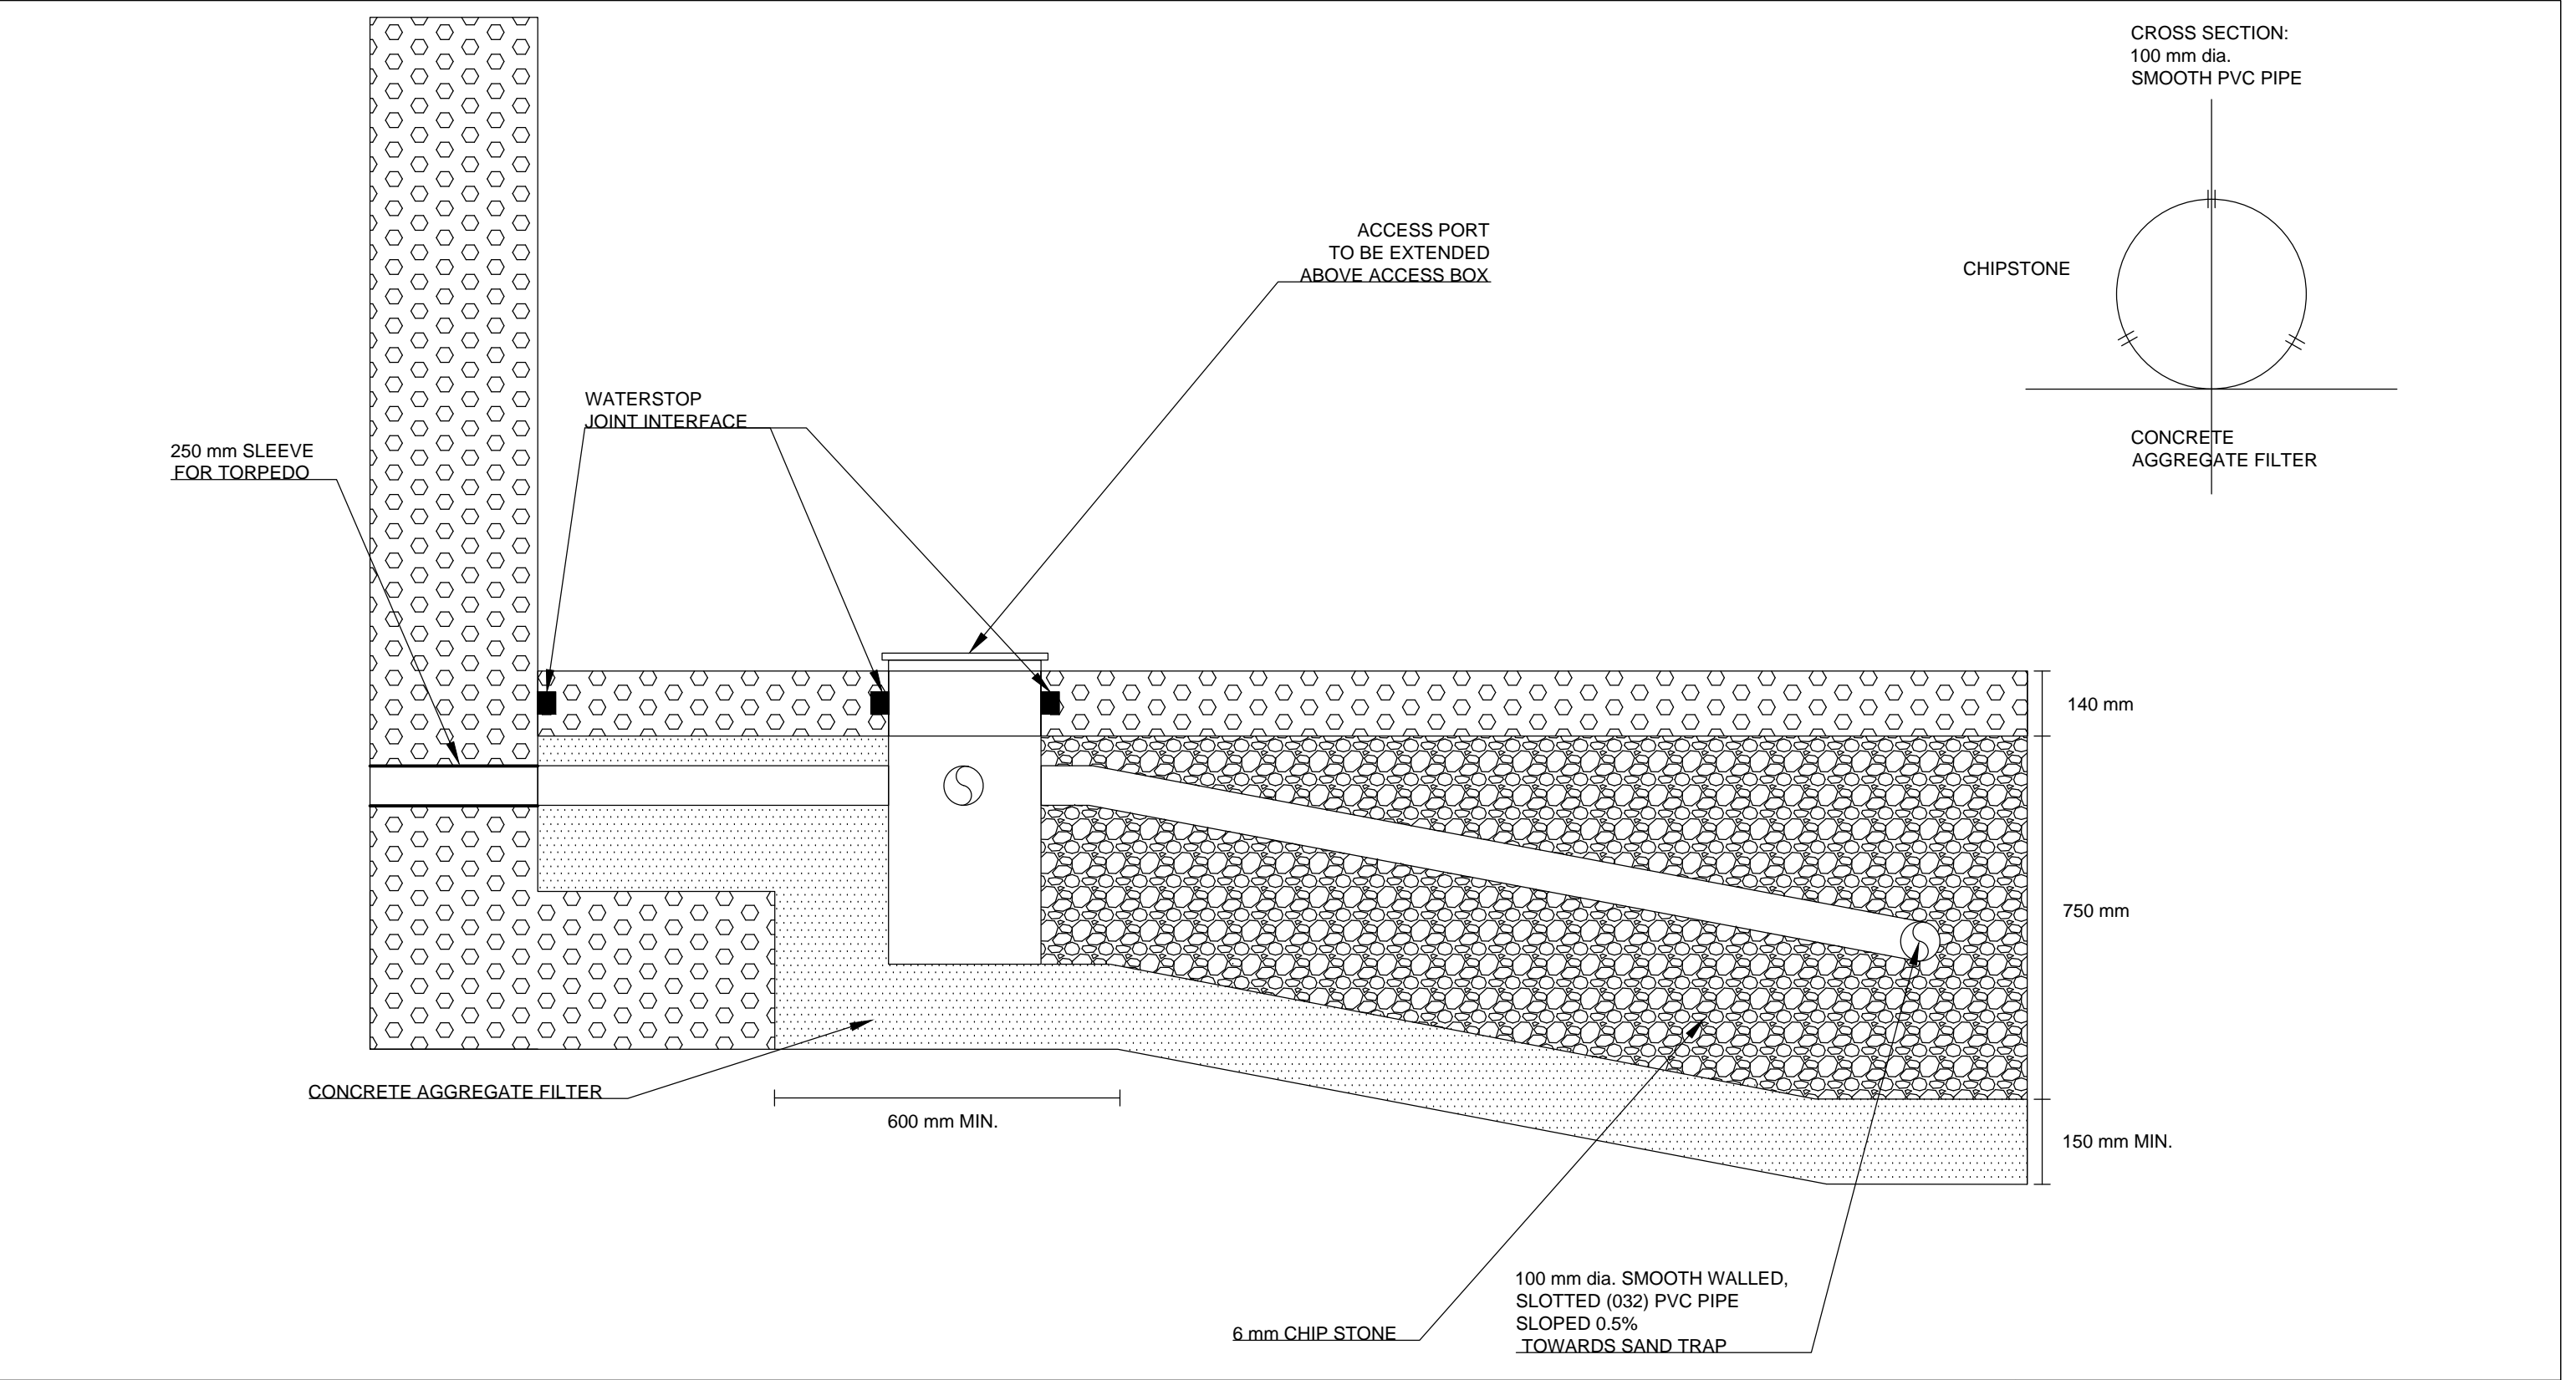 CROSS SECTION:
100 mm dia.
SMOOTH PVC PIPE
ACCESS PORT
TO BE EXTENDED
ABOVE ACCESS BOX
CHIPSTONE
WATERSTOP
JOINT INTERFACE
250 mm SLEEVE
FOR TORPEDO
CONCRETE
AGGREGATE FILTER
140 mm
750 mm
CONCRETE AGGREGATE FILTER
600 mm MIN.
150 mm MIN.
6 mm CHIP STONE
100 mm dia. SMOOTH WALLED,
SLOTTED (032) PVC PIPE
SLOPED 0.5%
TOWARDS SAND TRAP